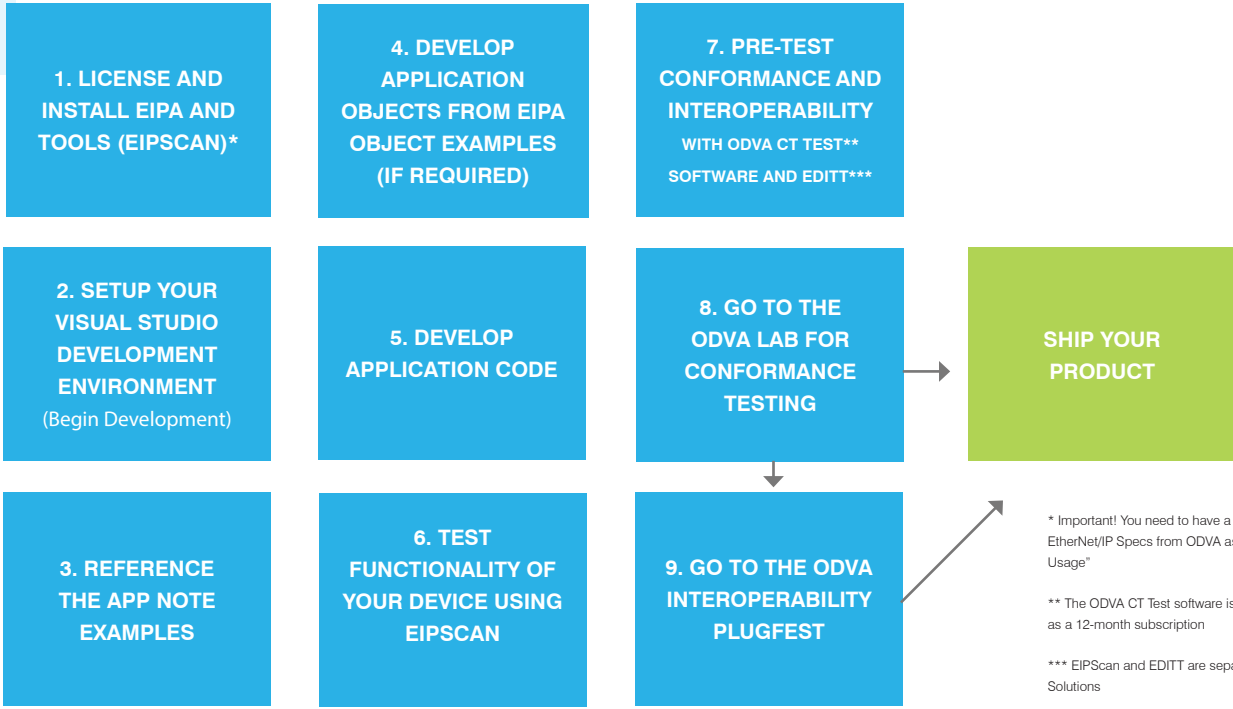 1. LICENSE AND
INSTALL EIPA AND
TOOLS (EIPSCAN)*
2. SETUP YOUR
VISUAL STUDIO
DEVELOPMENT
ENVIRONMENT
(Begin Development)
3. REFERENCE
THE APP NOTE
EXAMPLES
4. DEVELOP
APPLICATION
OBJECTS FROM EIPA
OBJECT EXAMPLES
(IF REQUIRED)
5. DEVELOP
APPLICATION CODE
6. TEST
FUNCTIONALITY OF
YOUR DEVICE USING
EIPSCAN
7. PRE-TEST
CONFORMANCE AND
INTEROPERABILITY
WITH ODVA CT TEST**
SOFTWARE AND EDITT***
8. GO TO THE
ODVA LAB FOR
CONFORMANCE
TESTING
9. GO TO THE ODVA
INTEROPERABILITY
PLUGFEST
SHIP YOUR
PRODUCT
* Important! You need to have a
EtherNet/IP Specs from ODVA as
Usage"
** The ODVA CT Test software is
as a 12-month subscription
*** EIPScan and EDITT are sepa
Solutions